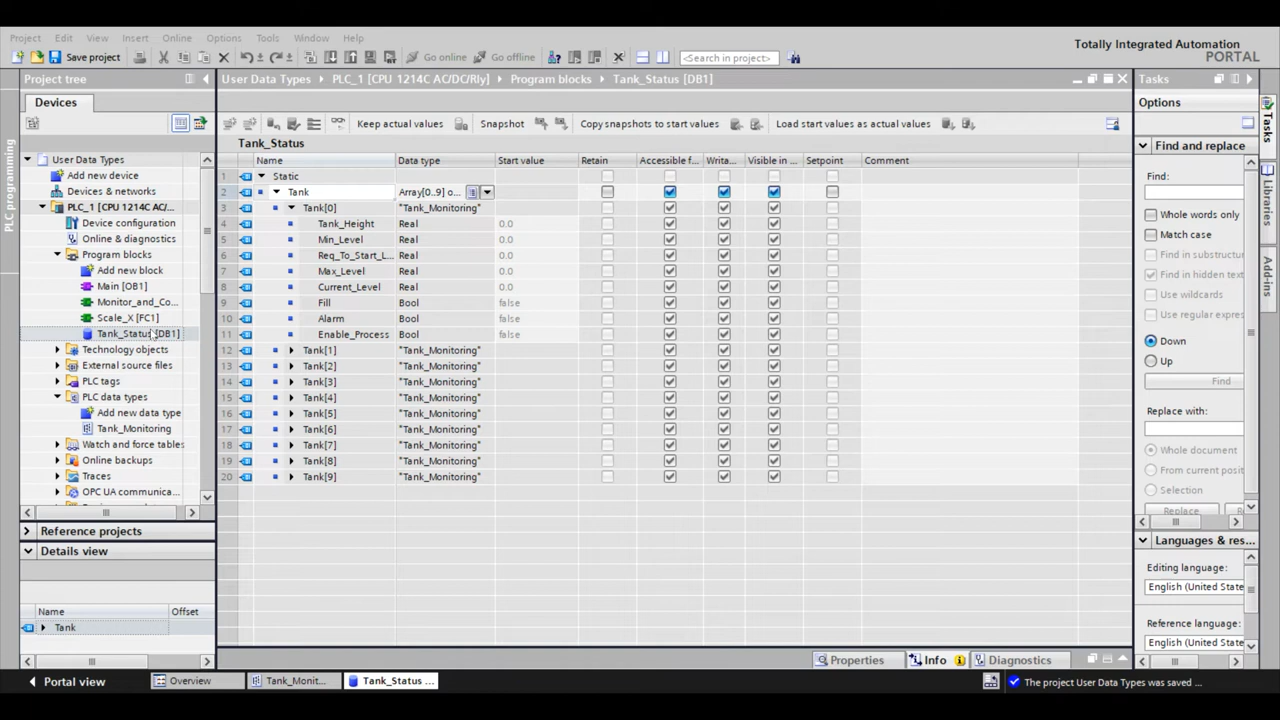 Project Edit View Insert Online Options Tools Window Help
Totally Integrated Automation
PORTAL
Save project
Go online
Go offline
<Search in project>
Project tree
User Data Types
PLC_1 [CPU 1214C AC/DC/Rly]
Program blocks
Tank_Status [DB1]
Tasks
Devices
Options
Keep actual values
Snapshot
Copy snapshots to start values
Load start values as actual values
PLC programming
Tank_Status
Name Data type Start value Retain Accessible f... Writa... Visible in ... Setpoint Comment
1 Static
2 Tank Array[0..9] o...
3 Tank[0] "Tank_Monitoring"
4 Tank_Height Real 0.0
5 Min_Level Real 0.0
6 Req_To_Start_L... Real 0.0
7 Max_Level Real 0.0
8 Current_Level Real 0.0
9 Fill Bool false
10 Alarm Bool false
11 Enable_Process Bool false
12 Tank[1] "Tank_Monitoring"
13 Tank[2] "Tank_Monitoring"
14 Tank[3] "Tank_Monitoring"
15 Tank[4] "Tank_Monitoring"
16 Tank[5] "Tank_Monitoring"
17 Tank[6] "Tank_Monitoring"
18 Tank[7] "Tank_Monitoring"
19 Tank[8] "Tank_Monitoring"
20 Tank[9] "Tank_Monitoring"
User Data Types
Add new device
Devices & networks
PLC_1 [CPU 1214C AC/...
Device configuration
Online & diagnostics
Program blocks
Add new block
Main [OB1]
Monitor_and_Co...
Scale_X [FC1]
Tank_Status [DB1]
Technology objects
External source files
PLC tags
PLC data types
Add new data type
Tank_Monitoring
Watch and force tables
Online backups
Traces
OPC UA communica...
Reference projects
Details view
Name Offset
Tank
Find and replace
Find:
Whole words only
Match case
Find in substructu
Find in hidden text
Use wildcards
Use regular expres
Down
Up
Find
Replace with:
Whole document
From current posit
Selection
Replace
Languages & res...
Editing language:
English (United State
Reference language:
English (United State
Tasks
Libraries
Add-ins
Properties
Info
Diagnostics
Portal view
Overview
Tank_Monit...
Tank_Status ...
The project User Data Types was saved ...